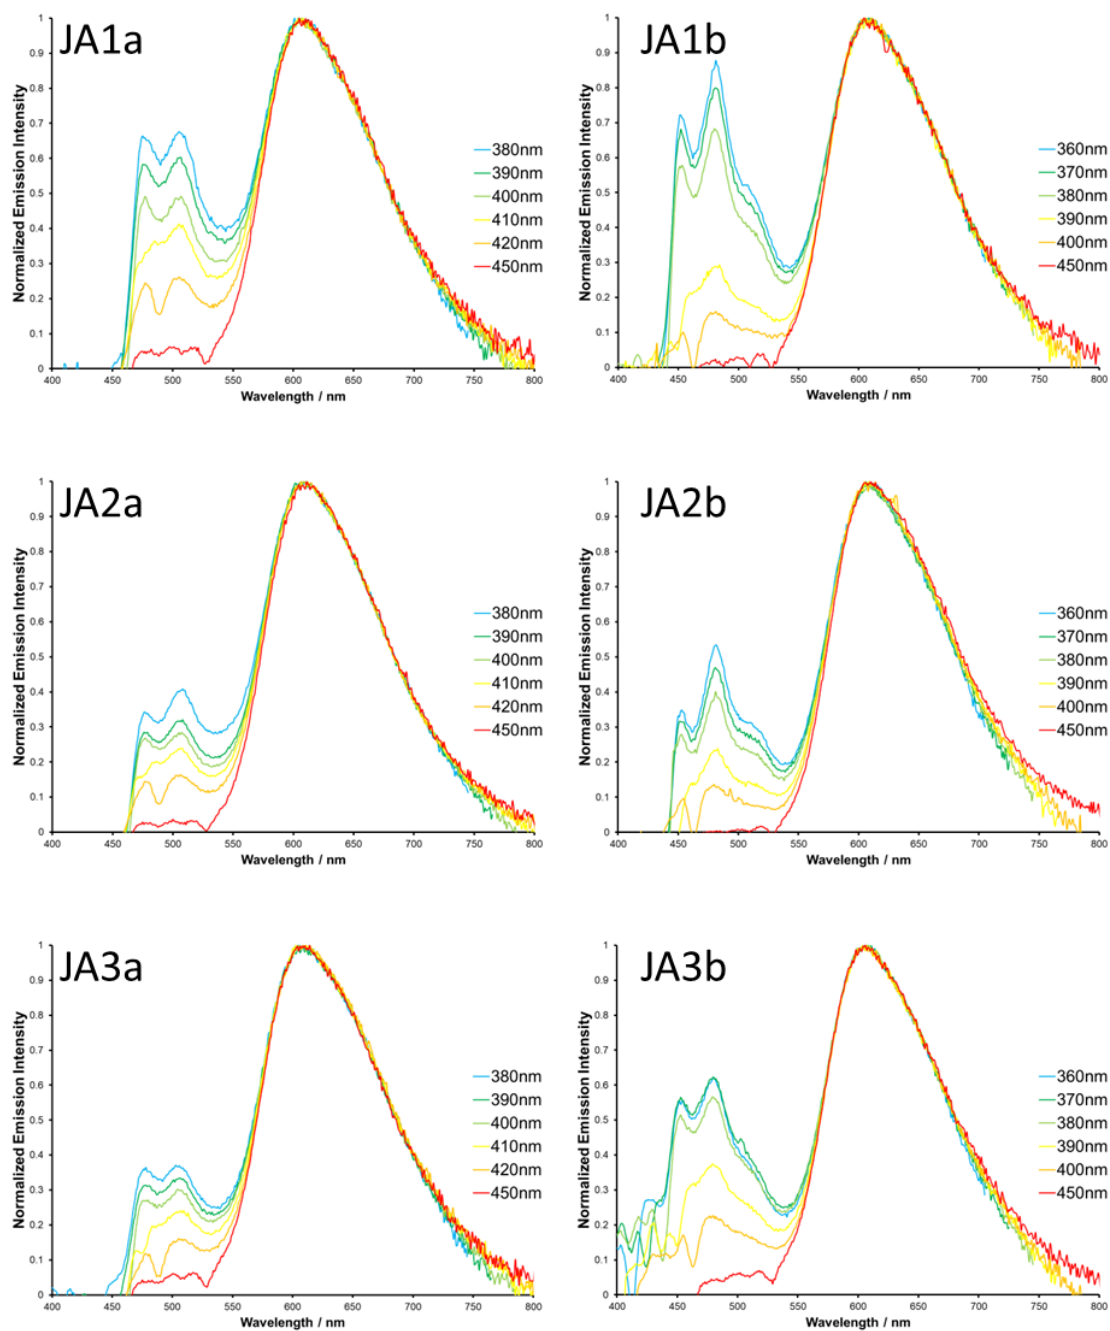 JA1a
Normalized Emission Intensity
1
0.9
0.8
0.7
0.6
0.5
0.4
0.3
0.2
0.1
0
380nm
390nm
400nm
410nm
420nm
450nm
400 450 500 550 600 650 700 750 800
Wavelength / nm
JA1b
Normalized Emission Intensity
1
0.9
0.8
0.7
0.6
0.5
0.4
0.3
0.2
0.1
0
360nm
370nm
380nm
390nm
400nm
450nm
400 450 500 550 600 650 700 750 800
Wavelength / nm
JA2a
Normalized Emission Intensity
1
0.9
0.8
0.7
0.6
0.5
0.4
0.3
0.2
0.1
0
380nm
390nm
400nm
410nm
420nm
450nm
400 450 500 550 600 650 700 750 800
Wavelength / nm
JA2b
Normalized Emission Intensity
1
0.9
0.8
0.7
0.6
0.5
0.4
0.3
0.2
0.1
0
360nm
370nm
380nm
390nm
400nm
450nm
400 450 500 550 600 650 700 750 800
Wavelength / nm
JA3a
Normalized Emission Intensity
1
0.9
0.8
0.7
0.6
0.5
0.4
0.3
0.2
0.1
0
380nm
390nm
400nm
410nm
420nm
450nm
400 450 500 550 600 650 700 750 800
Wavelength / nm
JA3b
Normalized Emission Intensity
1
0.9
0.8
0.7
0.6
0.5
0.4
0.3
0.2
0.1
0
360nm
370nm
380nm
390nm
400nm
450nm
400 450 500 550 600 650 700 750 800
Wavelength / nm